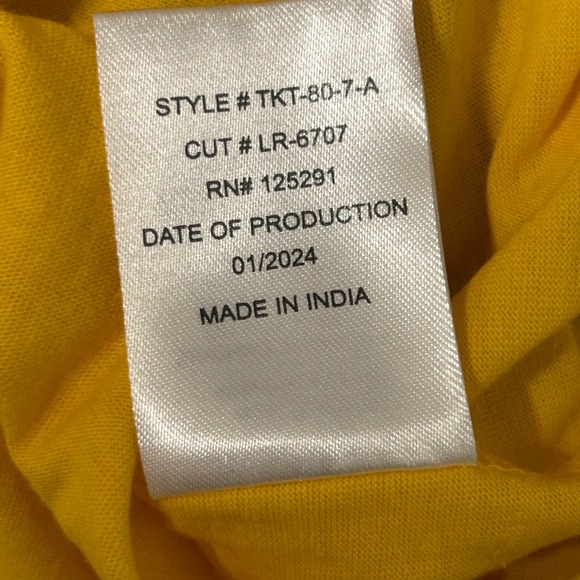 STYLE # TKT-80-7-A
CUT # LR-6707
RN# 125291
DATE OF PRODUCTION
01/2024
MADE IN INDIA